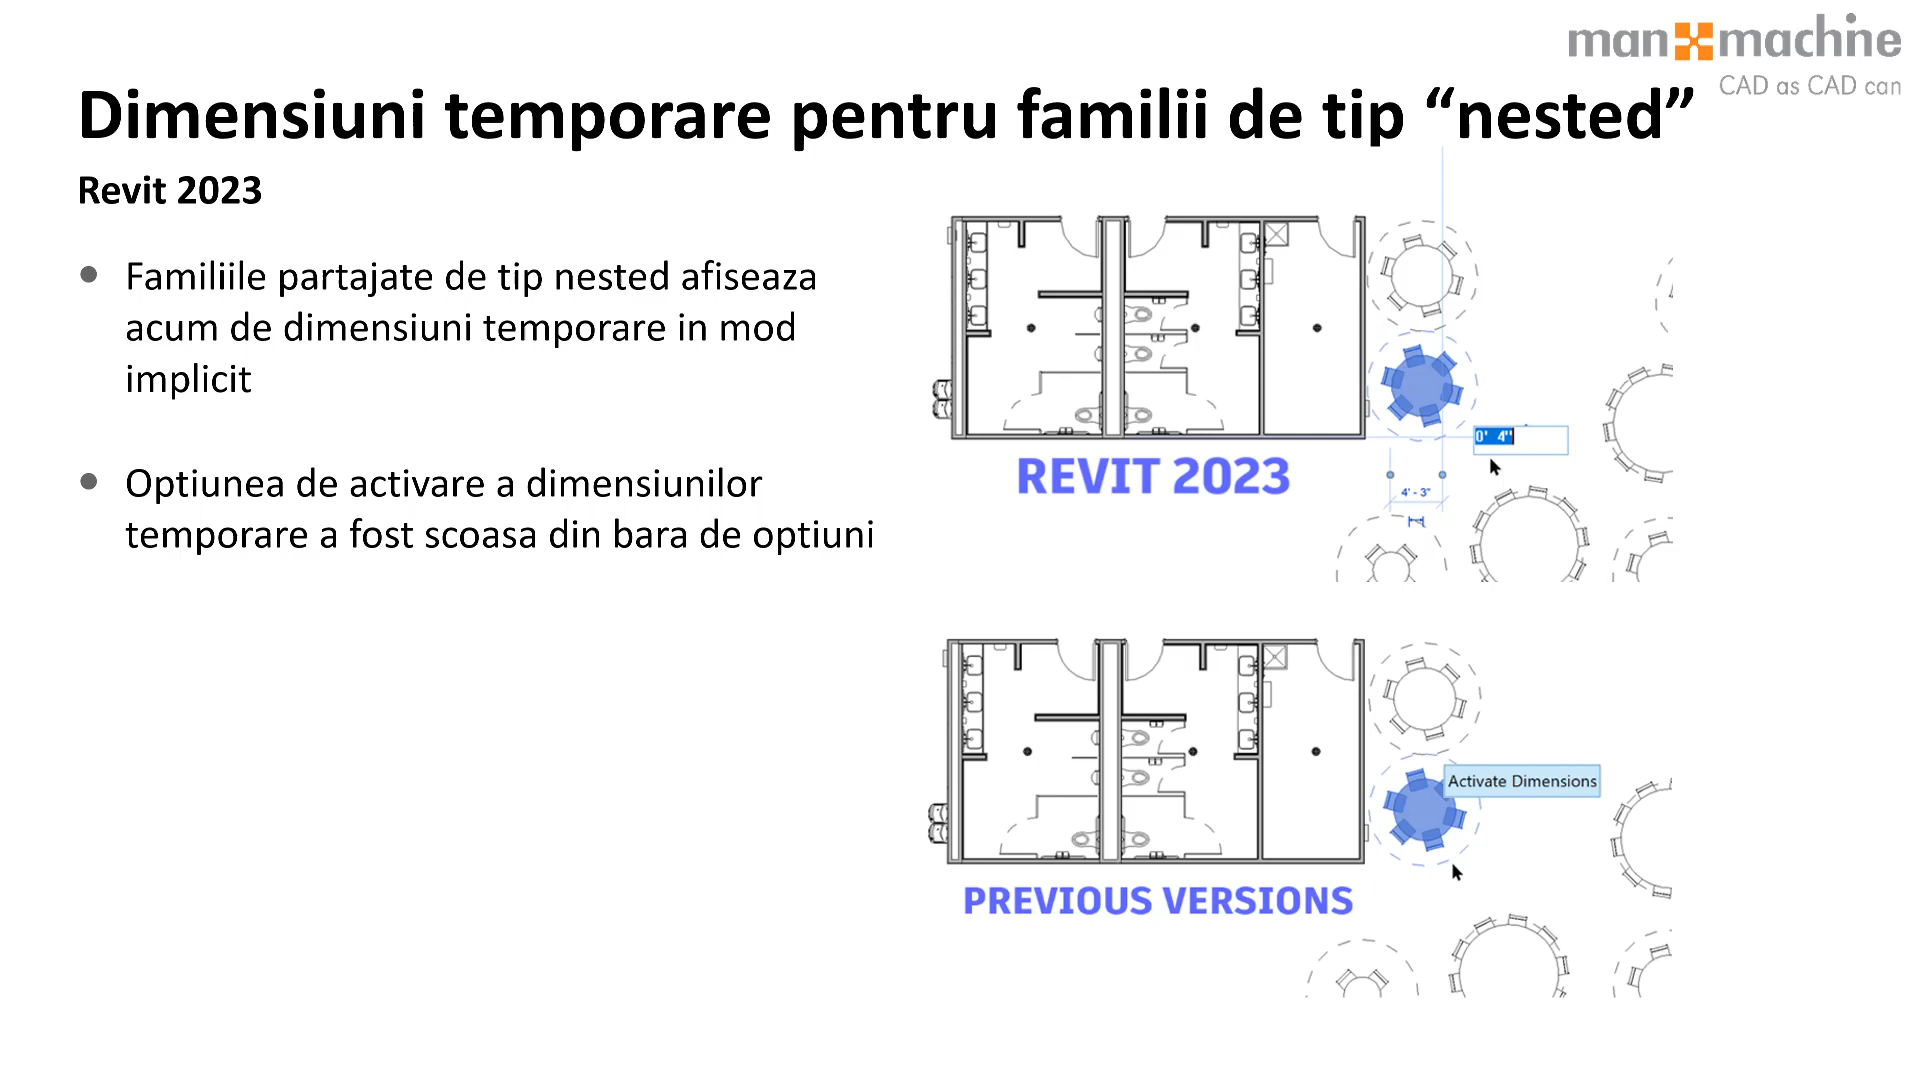 man machine
CAD as CAD can
Dimensiuni temporare pentru familii de tip “nested”
Revit 2023
Familiile partajate de tip nested afiseaza
acum de dimensiuni temporare in mod
implicit
Optiunea de activare a dimensiunilor
temporare a fost scoasa din bara de optiuni
0' 4"
REVIT 2023
4' - 3"
Activate Dimensions
PREVIOUS VERSIONS